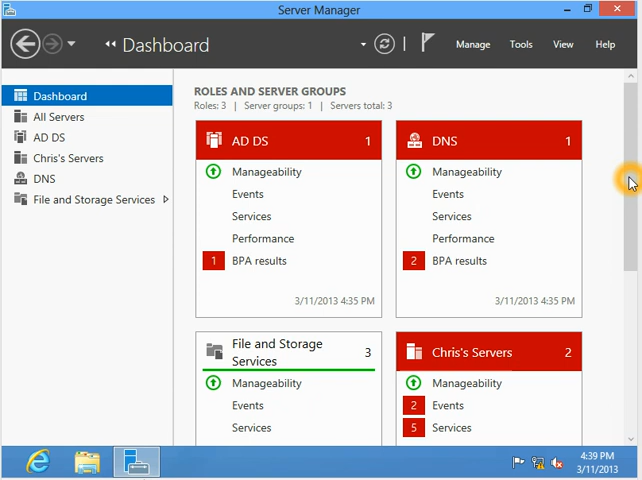 Server Manager
Dashboard
Manage Tools View Help
Dashboard
All Servers
AD DS
Chris's Servers
DNS
File and Storage Services
ROLES AND SERVER GROUPS
Roles: 3 | Server groups: 1 | Servers total: 3
AD DS 1
Manageability
Events
Services
Performance
1 BPA results
3/11/2013 4:35 PM
DNS 1
Manageability
Events
Services
Performance
2 BPA results
3/11/2013 4:35 PM
File and Storage
Services 3
Manageability
Events
Services
Chris's Servers 2
Manageability
2 Events
5 Services
4:39 PM
3/11/2013